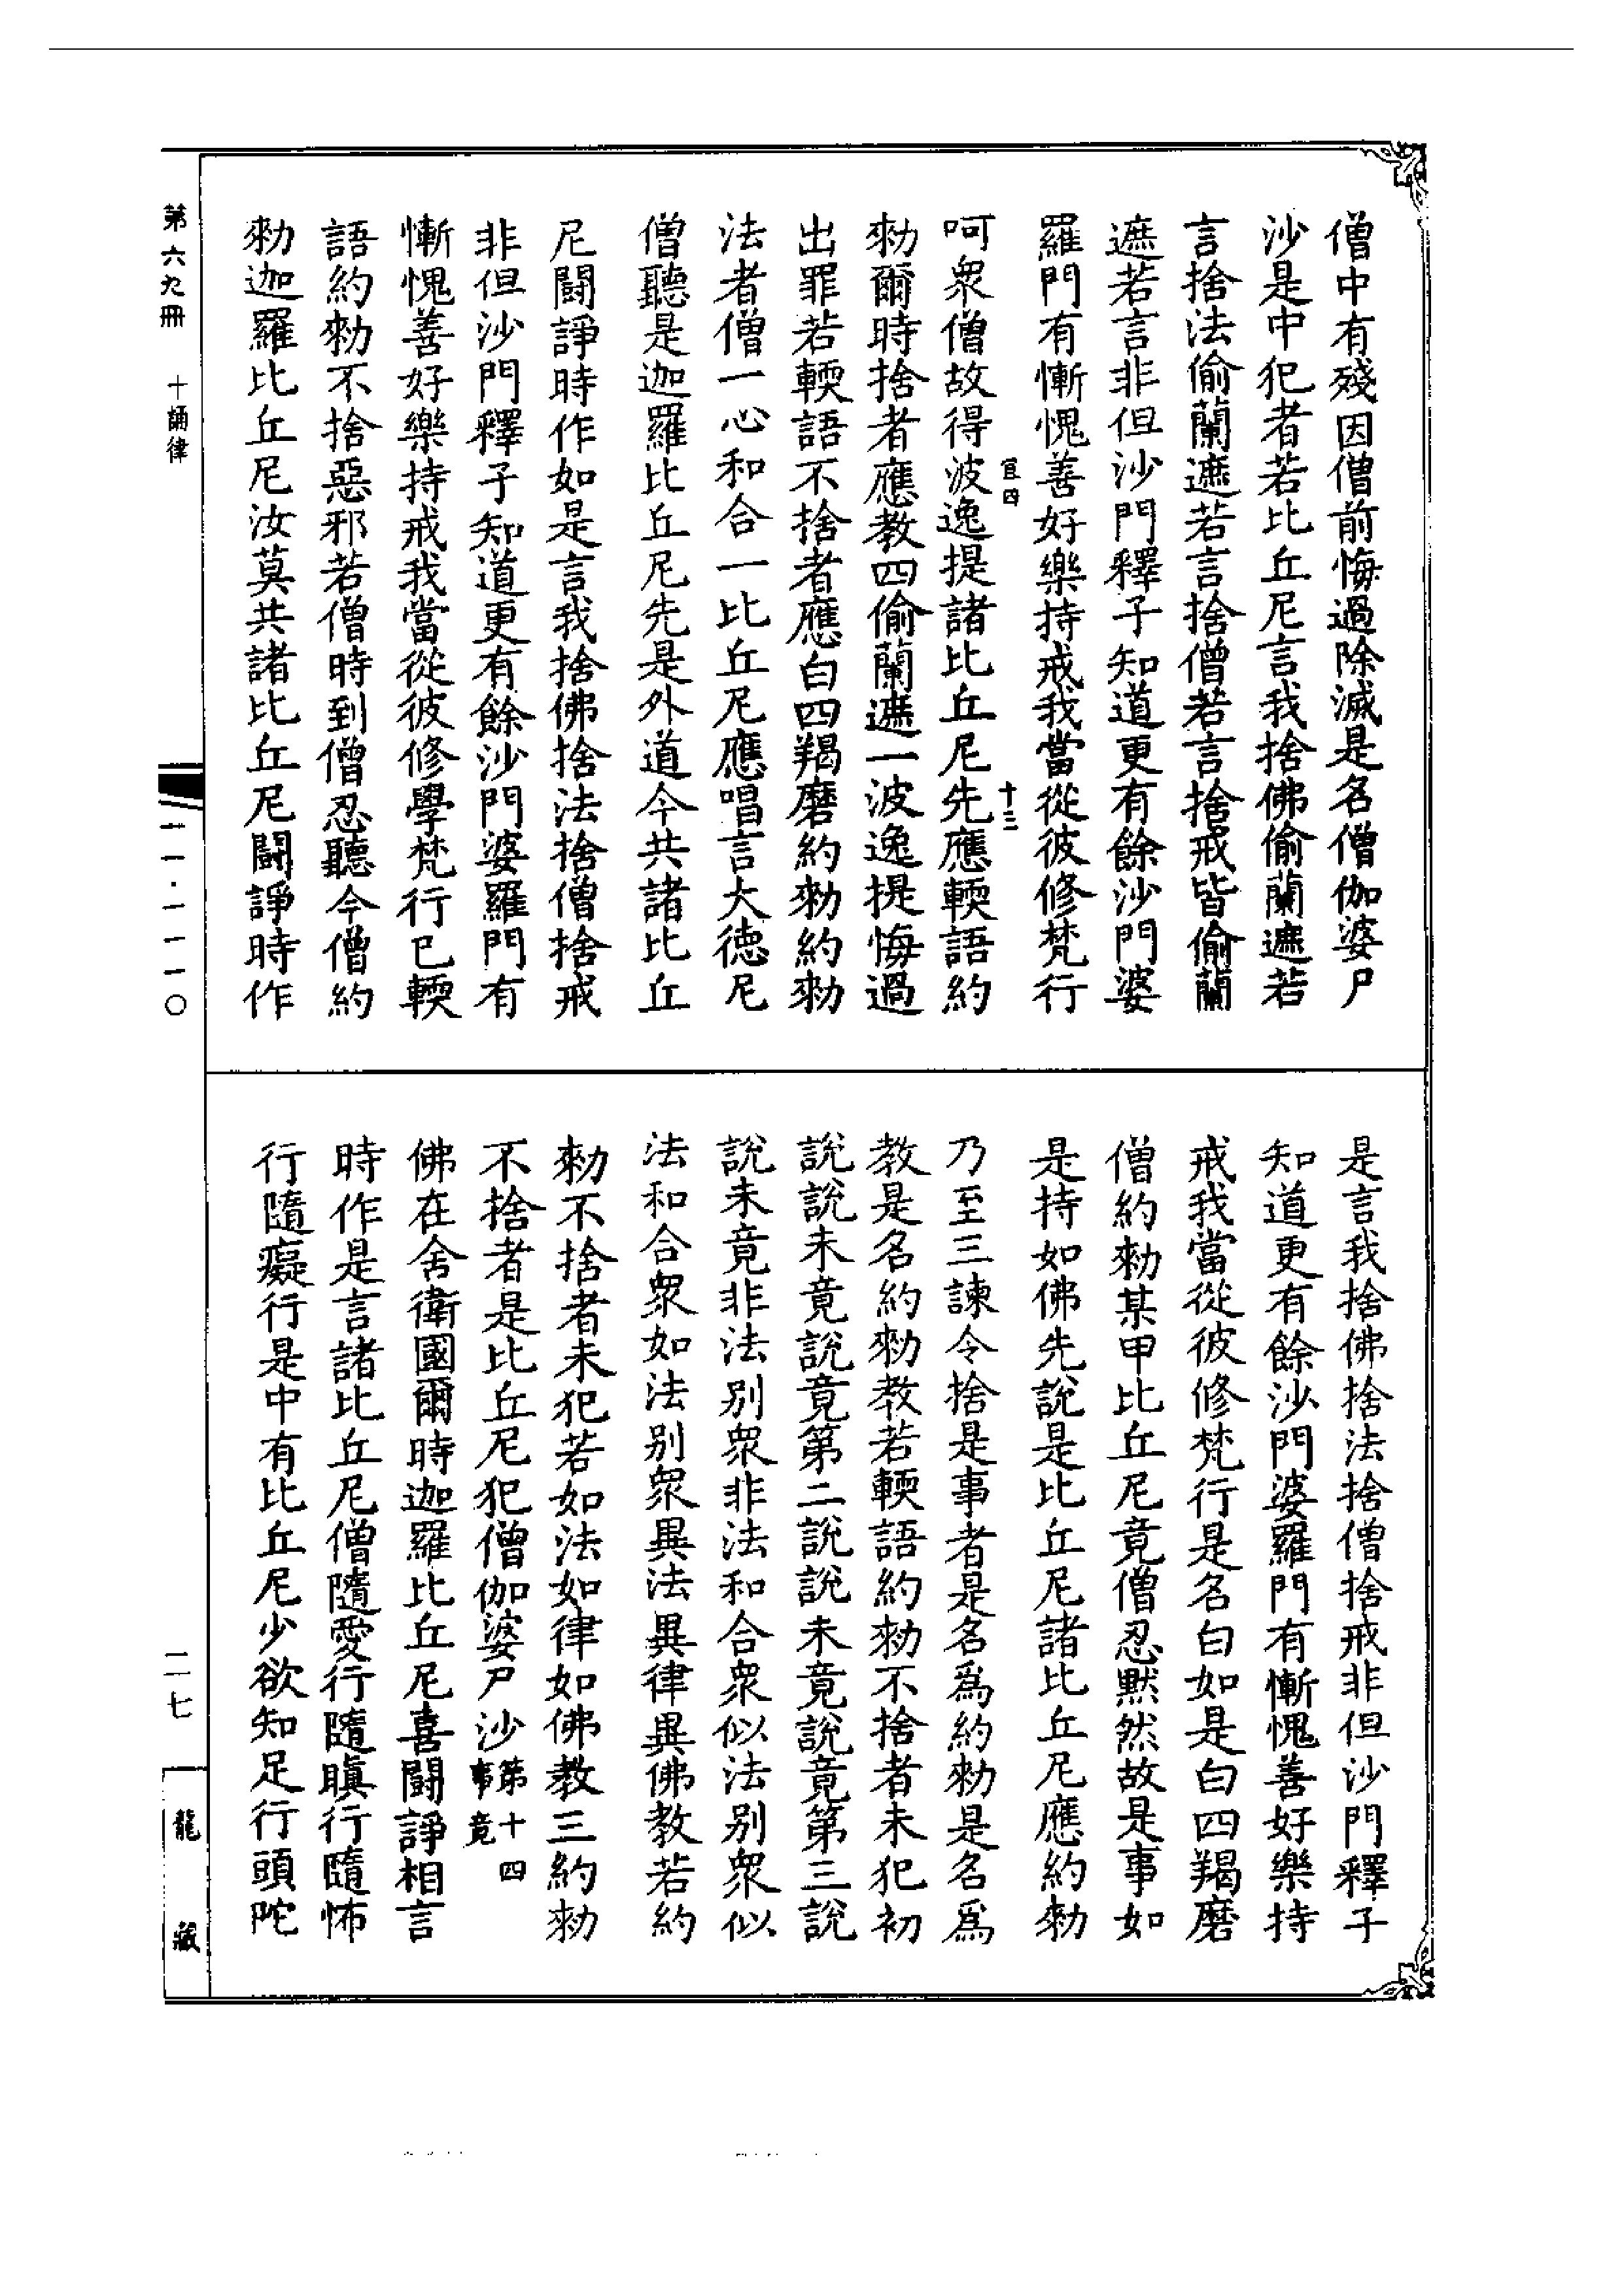 僧中有殘因僧前悔過除滅是名僧伽婆尸
沙是中犯者若比丘尼言我捨佛偷蘭遮若
言捨法偷蘭遮若言捨僧若言捨戒皆偷蘭
遮若言非但沙門釋子知道更有餘沙門婆
羅門有慚愧善好樂持戒我當從彼修梵行
官四
十三
呵衆僧故得波逸提諸比丘尼先應輭語約
勑爾時捨者應教四偷蘭遮一波逸提悔過
出罪若輭語不捨者應白四羯磨約勑約勑
法者僧一心和合一比丘尼應唱言大德尼
僧聽是迦羅比丘尼先是外道今共諸比丘
尼鬪諍時作如是言我捨佛捨法捨僧捨戒
非但沙門釋子知道更有餘沙門婆羅門有
慚愧善好樂持戒我當從彼修學梵行已輭
語約勑不捨惡邪若僧時到僧忍聽今僧約
勑迦羅比丘尼汝莫共諸比丘尼鬪諍時作
是言我捨佛捨法捨僧捨戒非但沙門釋子
知道更有餘沙門婆羅門有慚愧善好樂持
戒我當從彼修梵行是名白如是白四羯磨
僧約勑某甲比丘尼竟僧忍默然故是事如
是持如佛先說是比丘尼諸比丘尼應約勑
乃至三諫令捨是事者是名爲約勑是名爲
教是名約勑教若輭語約勑不捨者未犯初
說說未竟說竟第二說說未竟說竟第三說
說未竟非法別衆非法和合衆似法別衆似
法和合衆如法別衆異法異律異佛教若約
勑不捨者未犯若如法如律如佛教三約勑
不捨者是比丘尼犯僧伽婆尸沙第十四事竟
佛在舍衛國爾時迦羅比丘尼喜鬪諍相言
時作是言諸比丘尼僧隨愛行隨瞋行隨怖
行隨癡行是中有比丘尼少欲知足行頭陀
第六九冊 十誦律
一一·一一一〇
二七
龍藏